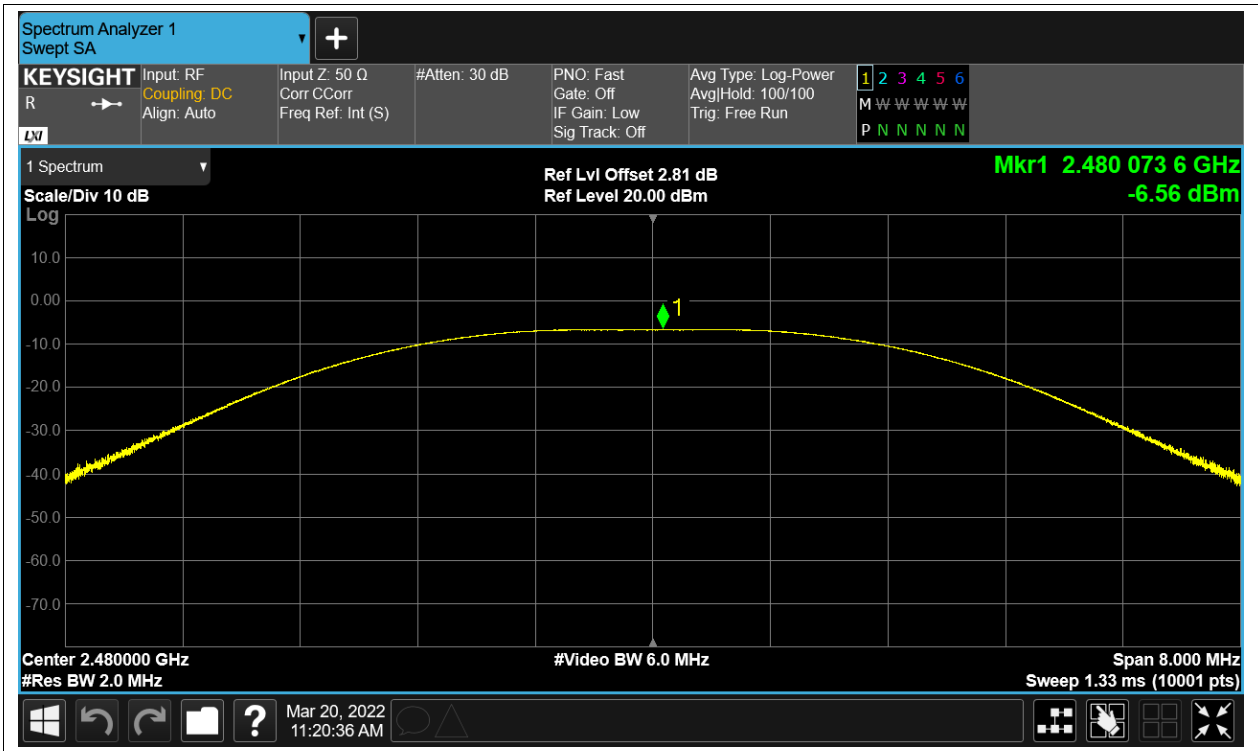 Spectrum Analyzer 1
Swept SA
KEYSIGHT
R
LXI
Input: RF
Coupling: DC
Align: Auto
Input Z: 50 Ω
Corr CCorr
Freq Ref: Int (S)
#Atten: 30 dB
PNO: Fast
Gate: Off
IF Gain: Low
Sig Track: Off
Avg Type: Log-Power
Avg|Hold: 100/100
Trig: Free Run
1 2 3 4 5 6
M W W W W W
P N N N N N
1 Spectrum
Scale/Div 10 dB
Log
Ref Lvl Offset 2.81 dB
Ref Level 20.00 dBm
Mkr1 2.480 073 6 GHz
-6.56 dBm
10.0
0.00
-10.0
-20.0
-30.0
-40.0
-50.0
-60.0
-70.0
1
Center 2.480000 GHz
#Res BW 2.0 MHz
#Video BW 6.0 MHz
Span 8.000 MHz
Sweep 1.33 ms (10001 pts)
?
Mar 20, 2022
11:20:36 AM